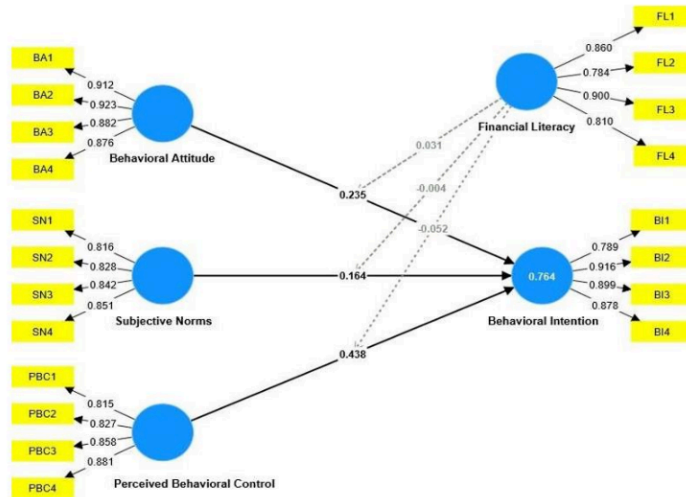 BA1
BA2
BA3
BA4
0.912
0.923
0.882
0.876
Behavioral Attitude
FL1
FL2
FL3
FL4
0.860
0.784
0.900
0.810
Financial Literacy
0.031
-0.004
-0.052
0.235
0.164
0.438
SN1
SN2
SN3
SN4
0.816
0.828
0.842
0.851
Subjective Norms
BI1
BI2
BI3
BI4
0.789
0.916
0.899
0.878
0.764
Behavioral Intention
PBC1
PBC2
PBC3
PBC4
0.815
0.827
0.858
0.881
Perceived Behavioral Control